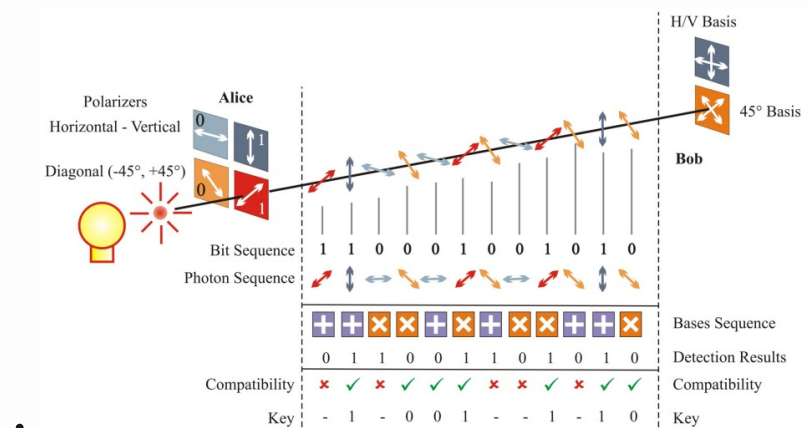 H/V Basis
Alice
Polarizers
Horizontal - Vertical
0
1
45° Basis
Bob
Diagonal (-45°, +45°)
0
1
Bit Sequence 1 1 0 0 0 1 0 0 1 0 1 0
Photon Sequence
Bases Sequence
0 1 1 0 0 1 1 0 1 0 1 0 Detection Results
Compatibility ✗ ✓ ✗ ✓ ✓ ✓ ✗ ✗ ✓ ✗ ✓ ✓ Compatibility
Key - 1 - 0 0 1 - - 1 - 1 0 Key